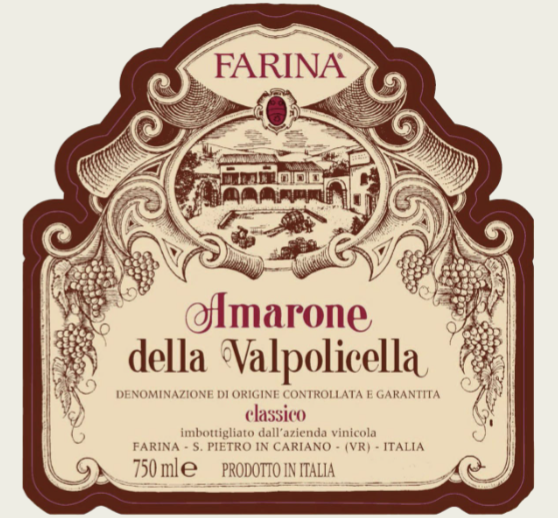 FARINA®
Amarone
della Valpolicella
DENOMINAZIONE DI ORIGINE CONTROLLATA E GARANTITA
classico
imbottigliato dall'azienda vinicola
FARINA - S. PIETRO IN CARIANO - (VR) - ITALIA
750 ml e PRODOTTO IN ITALIA